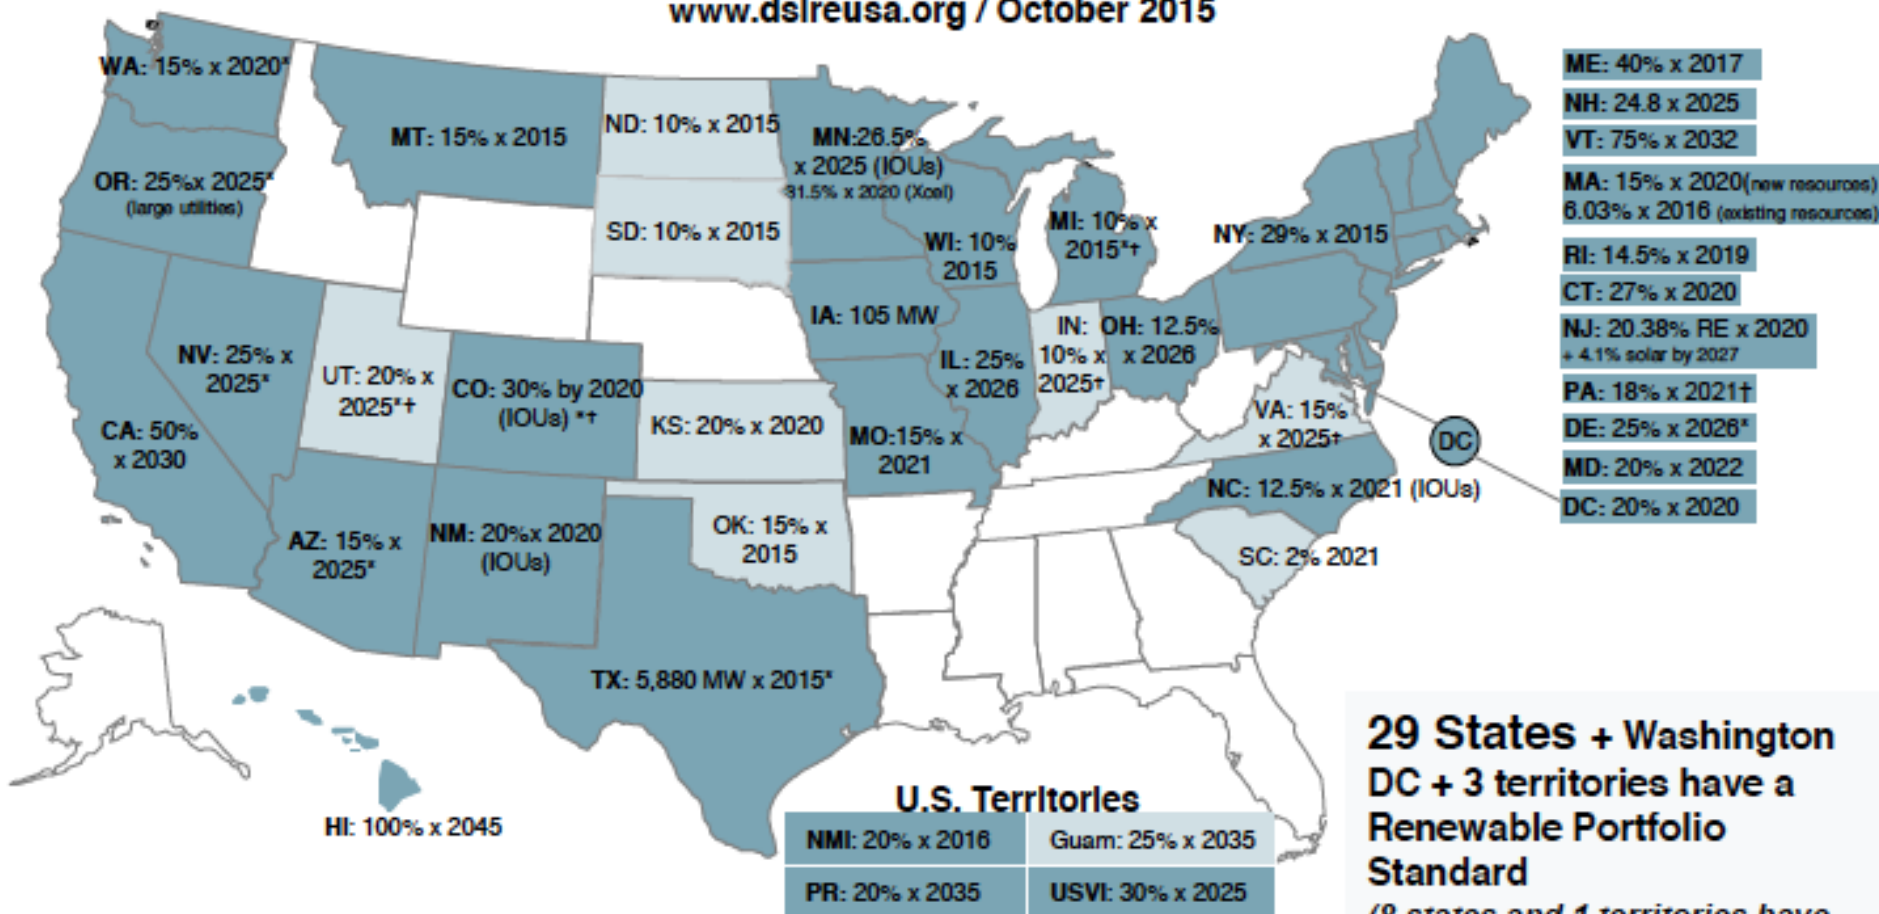 www.dsireusa.org / October 2015
WA: 15% x 2020*
OR: 25%x 2025*
(large utilities)
CA: 50%
x 2030
MT: 15% x 2015
NV: 25% x
2025*
UT: 20% x
2025*†
AZ: 15% x
2025*
ND: 10% x 2015
SD: 10% x 2015
CO: 30% by 2020
(IOUs) *†
NM: 20%x 2020
(IOUs)
KS: 20% x 2020
OK: 15% x
2015
TX: 5,880 MW x 2015*
MN:26.5%
x 2025 (IOUs)
31.5% x 2020 (Xcel)
IA: 105 MW
MO:15% x
2021
WI: 10%
2015
IL: 25%
x 2026
MI: 10% x
2015*†
IN:
10% x
2025†
OH: 12.5%
x 2026
NY: 29% x 2015
VA: 15%
x 2025†
NC: 12.5% x 2021 (IOUs)
SC: 2% 2021
DC
HI: 100% x 2045
ME: 40% x 2017
NH: 24.8 x 2025
VT: 75% x 2032
MA: 15% x 2020(new resources)
6.03% x 2016 (existing resources)
RI: 14.5% x 2019
CT: 27% x 2020
NJ: 20.38% RE x 2020
+ 4.1% solar by 2027
PA: 18% x 2021†
DE: 25% x 2026*
MD: 20% x 2022
DC: 20% x 2020
U.S. Territories
NMI: 20% x 2016
Guam: 25% x 2035
PR: 20% x 2035
USVI: 30% x 2025
29 States + Washington
DC + 3 territories have a
Renewable Portfolio
Standard
(8 states and 1 territories have